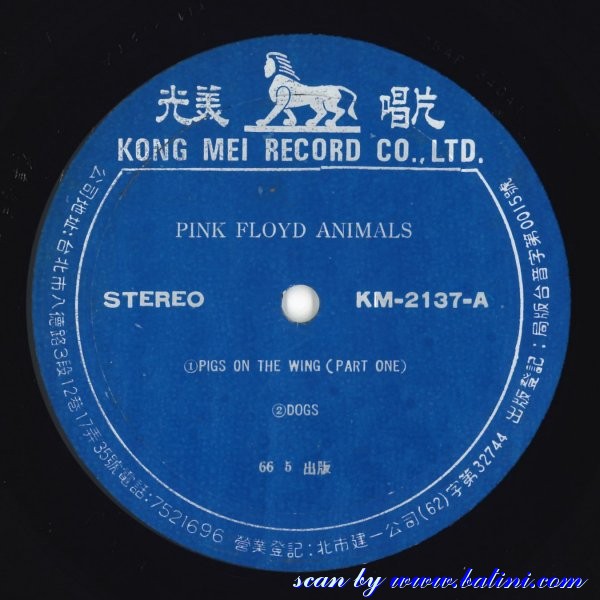 光美 唱片
KONG MEI RECORD CO., LTD.
PINK FLOYD ANIMALS
STEREO KM-2137-A
①PIGS ON THE WING (PART ONE)
②DOGS
66 5 出版
公司地址:台北市八德路3段12巷17弄35號電話:7521696
營業登記:北市建一公司(62)字第32744
出版登記:局版台音字第0015號
scan by www.batini.com